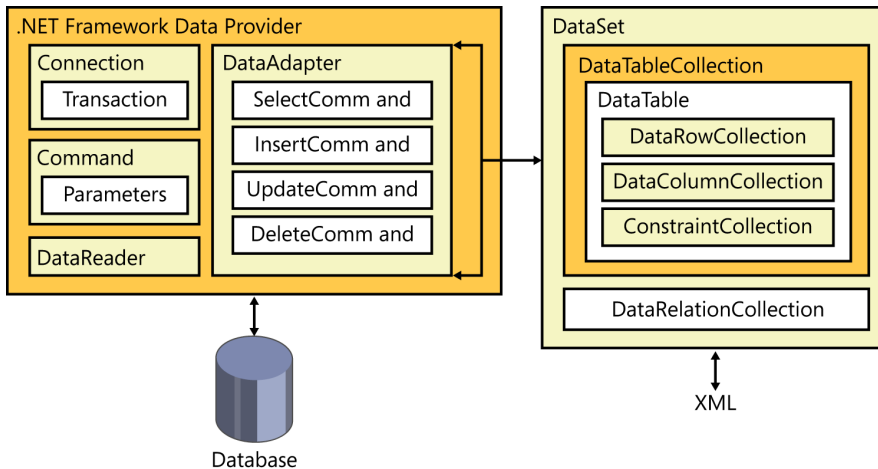 .NET Framework Data Provider
Connection
Transaction
Command
Parameters
DataReader
DataAdapter
SelectComm and
InsertComm and
UpdateComm and
DeleteComm and
Database
DataSet
DataTableCollection
DataTable
DataRowCollection
DataColumnCollection
ConstraintCollection
DataRelationCollection
XML